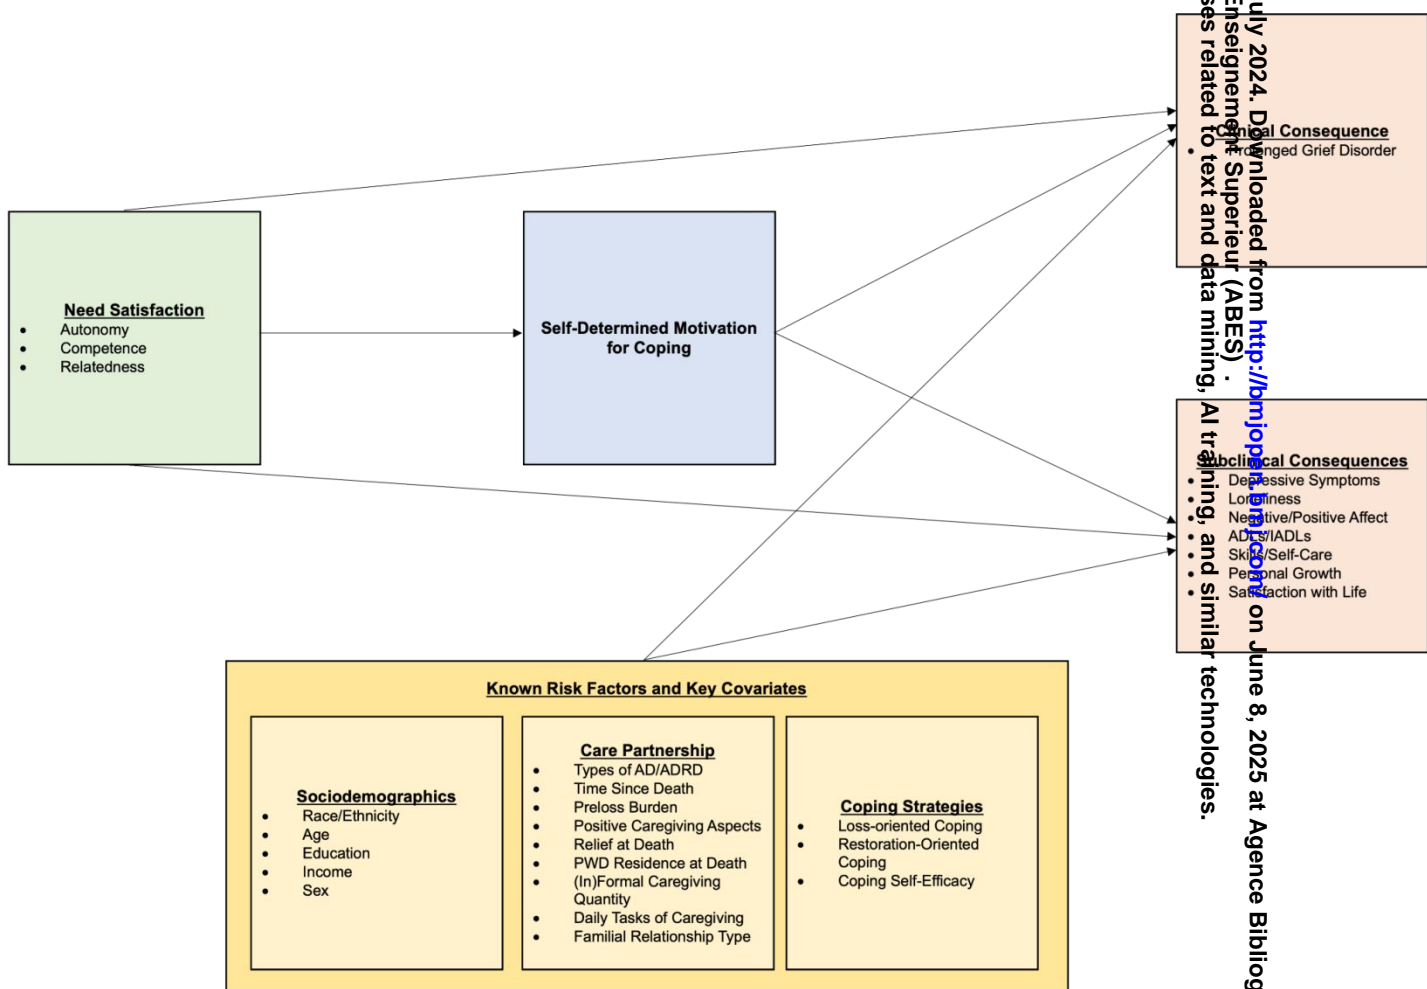 Need Satisfaction
Autonomy
Competence
Relatedness
Self-Determined Motivation
for Coping
Clinical Consequence
Prolonged Grief Disorder
Subclinical Consequences
Depressive Symptoms
Loneliness
Negative/Positive Affect
ADLs/IADLs
Skills/Self-Care
Personal Growth
Satisfaction with Life
Known Risk Factors and Key Covariates
Sociodemographics
Race/Ethnicity
Age
Education
Income
Sex
Care Partnership
Types of AD/ADRD
Time Since Death
Preloss Burden
Positive Caregiving Aspects
Relief at Death
PWD Residence at Death
(In)Formal Caregiving
Quantity
Daily Tasks of Caregiving
Familial Relationship Type
Coping Strategies
Loss-oriented Coping
Restoration-Oriented
Coping
Coping Self-Efficacy
uly 2024. Downloaded from http://bmjopen.bmj.com/ on June 8, 2025 at Agence Bibliog
Enseignement Superieur (ABES) .
ses related to text and data mining, AI training, and similar technologies.